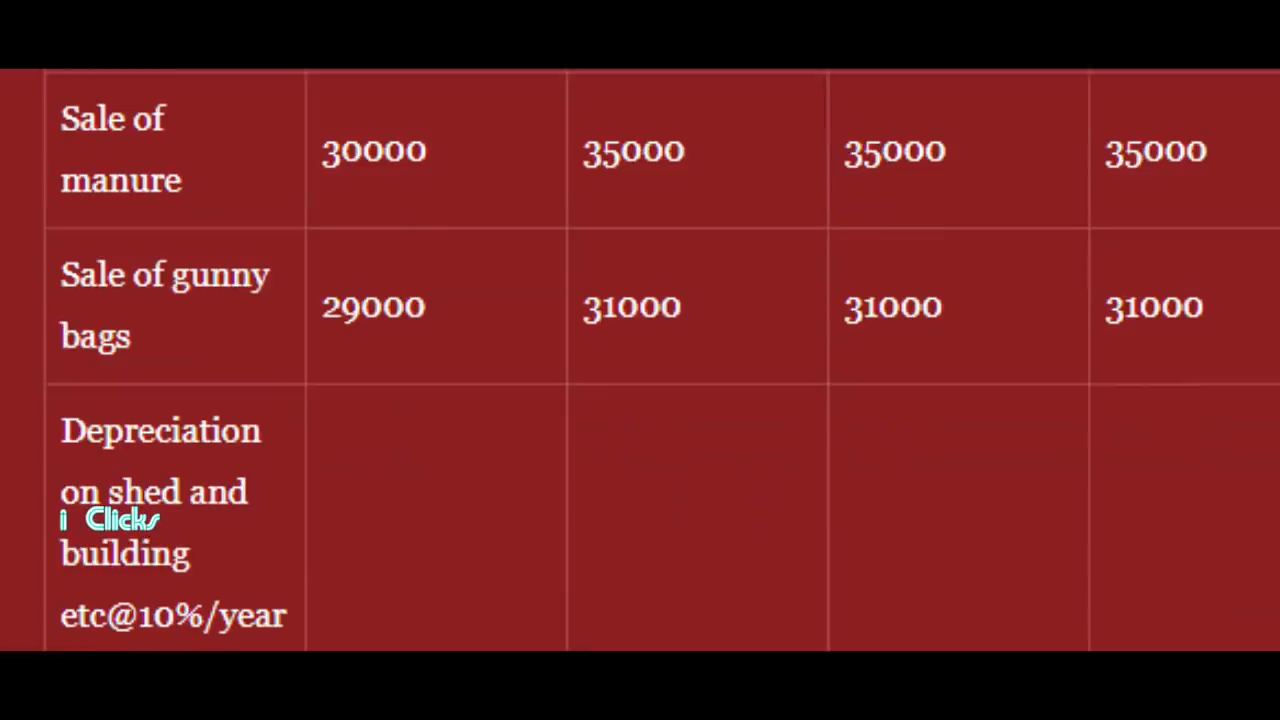 Sale of
manure
30000
35000
35000
35000
Sale of gunny
bags
29000
31000
31000
31000
Depreciation
on shed and
i Clicks
building
etc@10%/year